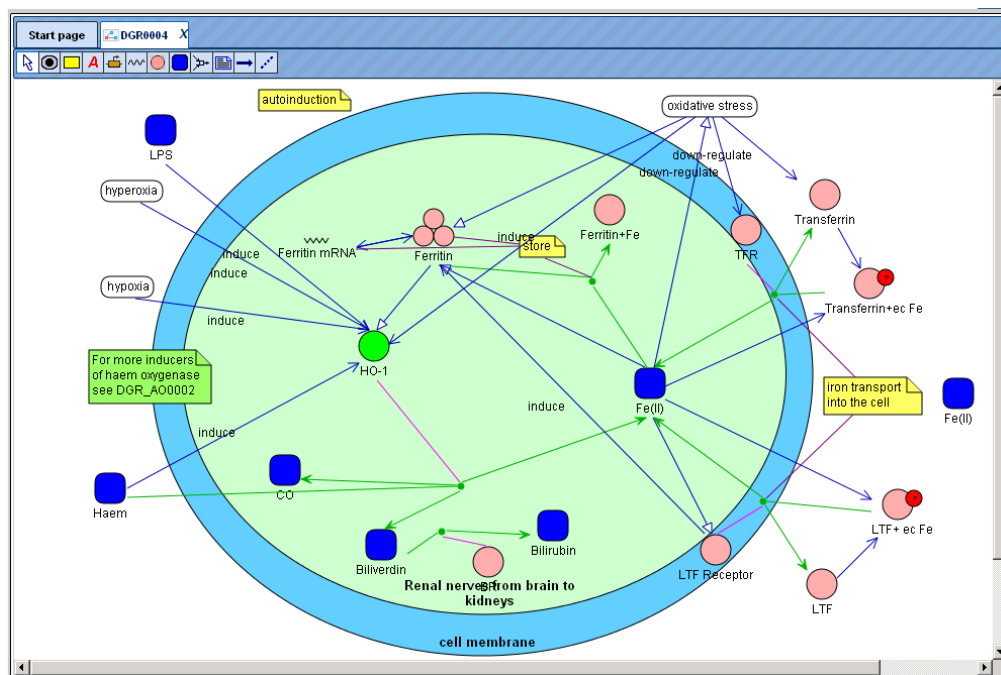 Start page
DGR0004 X
A
autoinduction
oxidative stress
LPS
down-regulate
down-regulate
hyperoxia
Transferrin
Ferritin mRNA
Ferritin
induce
store
Ferritin+Fe
TFR
induce
induce
hypoxia
?
Transferrin+ec Fe
induce
For more inducers
of haem oxygenase
see DGR_AO0002
HO-1
Fe(II)
iron transport
into the cell
Fe(II)
induce
induce
CO
Haem
?
LTF+ ec Fe
Biliverdin
Bilirubin
LTF Receptor
LTF
Renal nerves from brain to
kidneys
cell membrane